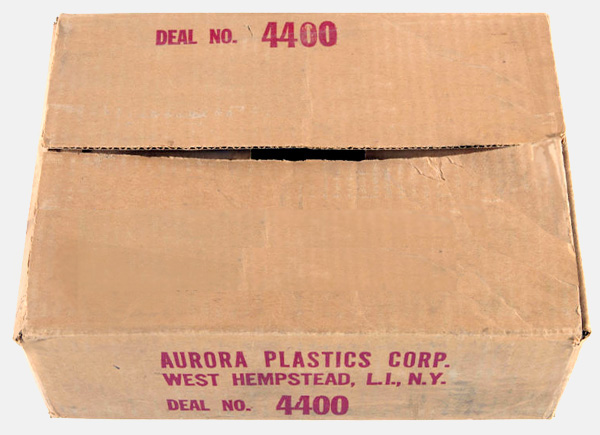 DEAL NO. 4400
AURORA PLASTICS CORP.
WEST HEMPSTEAD, L.I., N.Y.
DEAL NO. 4400